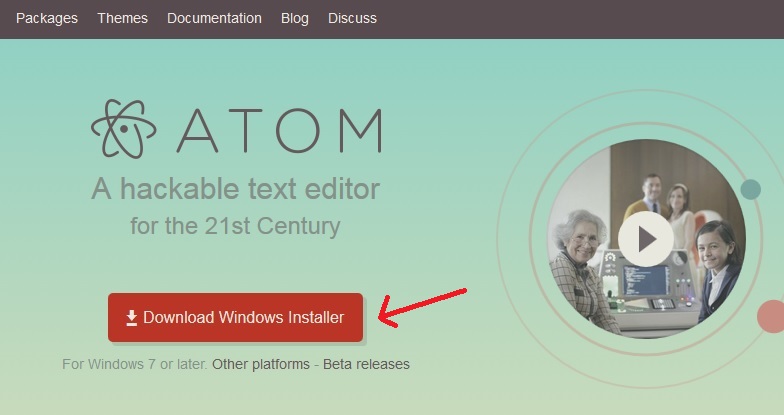 Packages Themes Documentation Blog Discuss
ATOM
A hackable text editor
for the 21st Century
Download Windows Installer
For Windows 7 or later. Other platforms - Beta releases